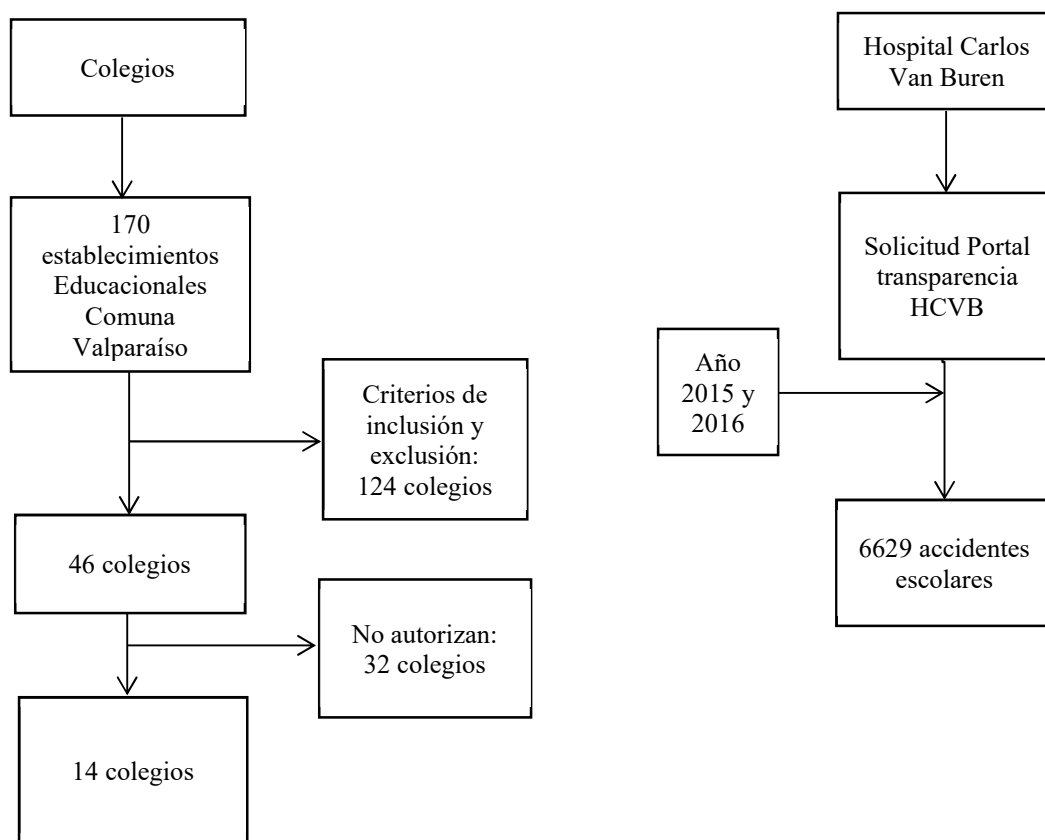 Colegios
170
establecimientos
Educacionales
Comuna
Valparaíso
Criterios de
inclusión y
exclusión:
124 colegios
46 colegios
No autorizan:
32 colegios
14 colegios
Hospital Carlos
Van Buren
Solicitud Portal
transparencia
HCVB
Año
2015 y
2016
6629 accidentes
escolares